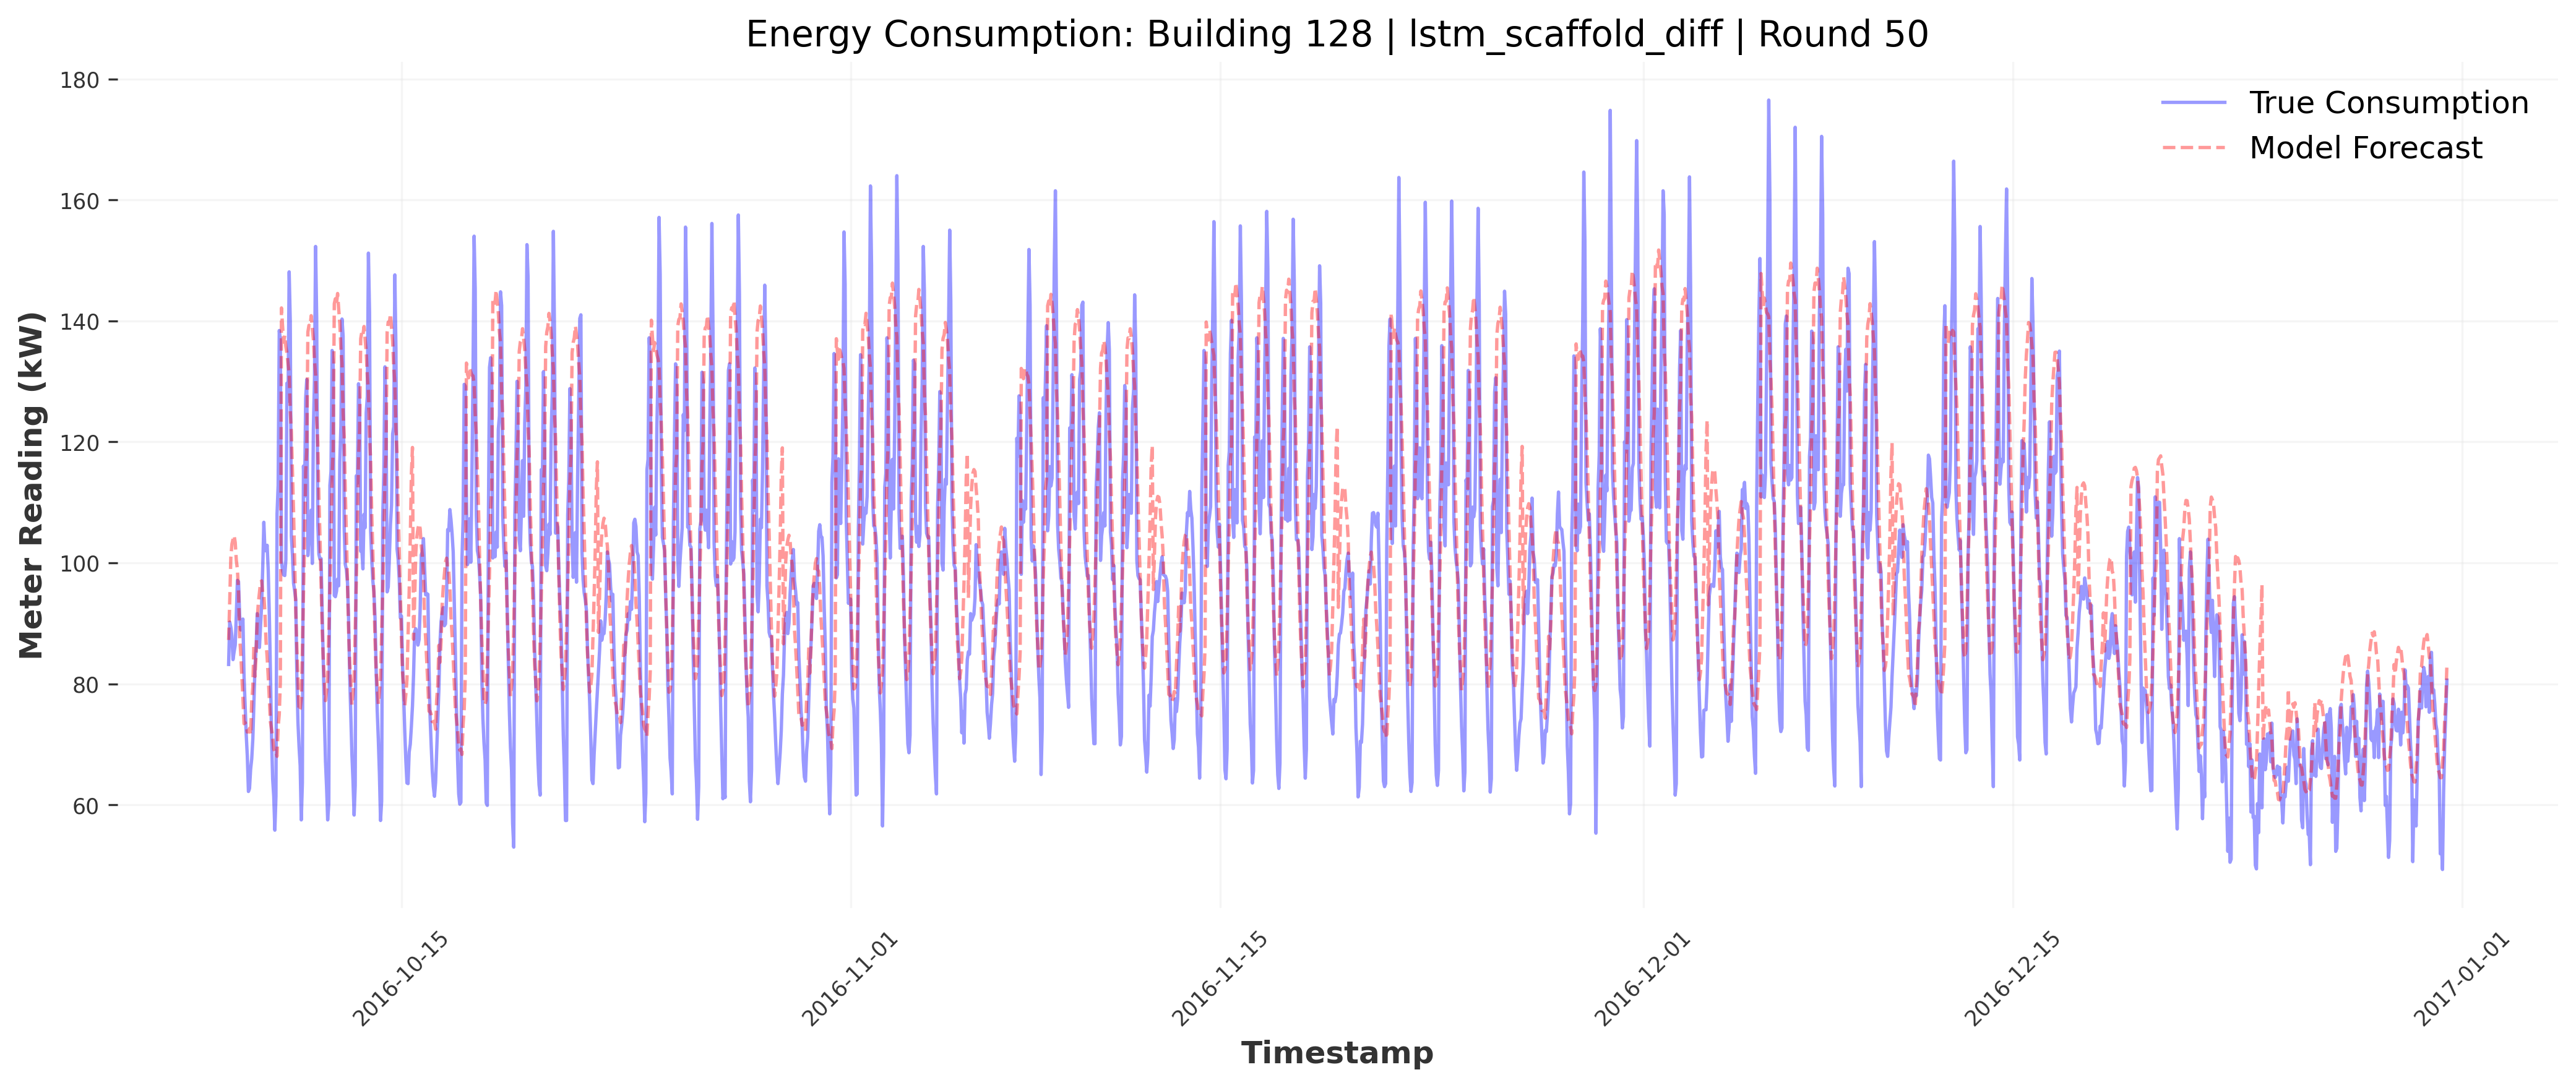 Energy Consumption: Building 128 | lstm_scaffold_diff | Round 50
True Consumption
Model Forecast
Meter Reading (kW)
180
160
140
120
100
80
60
2016-10-15
2016-11-01
2016-11-15
2016-12-01
2016-12-15
2017-01-01
Timestamp